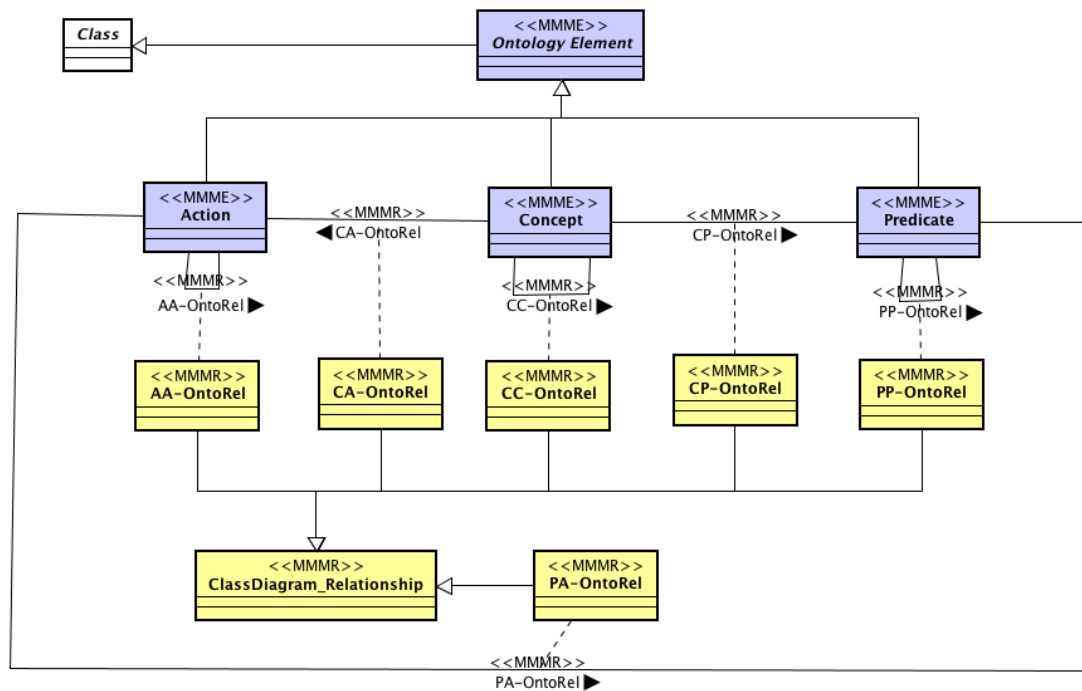 Class
<<MMME>>
Ontology Element
<<MMME>>
Action
<<MMMR>>
◀ CA-OntoRel
<<MMME>>
Concept
<<MMMR>>
CP-OntoRel ▶
<<MMME>>
Predicate
<<MMMR>>
AA-OntoRel ▶
<<MMMR>>
CC-OntoRel ▶
<<MMMR>>
PP-OntoRel ▶
<<MMMR>>
AA-OntoRel
<<MMMR>>
CA-OntoRel
<<MMMR>>
CC-OntoRel
<<MMMR>>
CP-OntoRel
<<MMMR>>
PP-OntoRel
<<MMMR>>
ClassDiagram_Relationship
<<MMMR>>
PA-OntoRel
<<MMMR>>
PA-OntoRel ▶